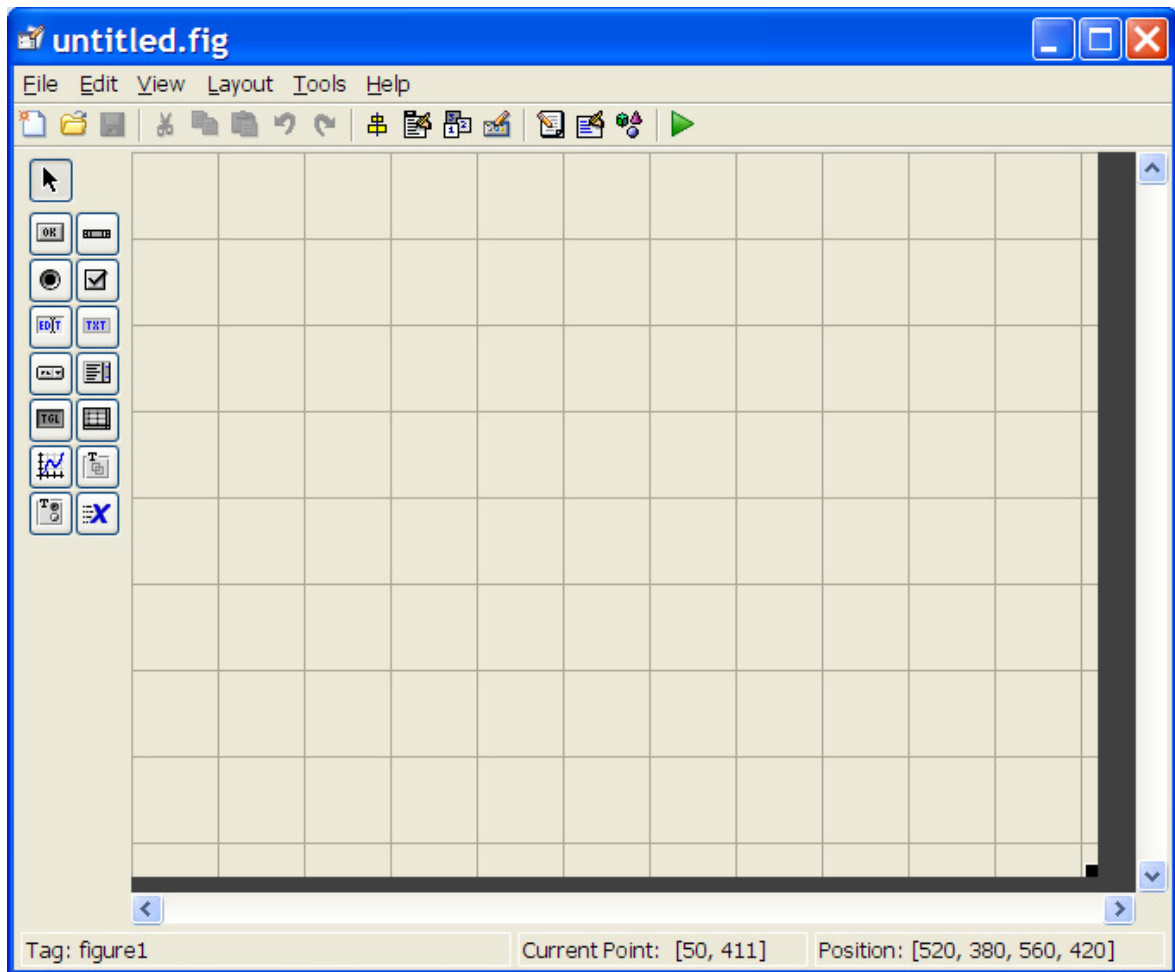 untitled.fig
File Edit View Layout Tools Help
OK
EDIT TXT
TGL
T
T X
Tag: figure1 Current Point: [50, 411] Position: [520, 380, 560, 420]